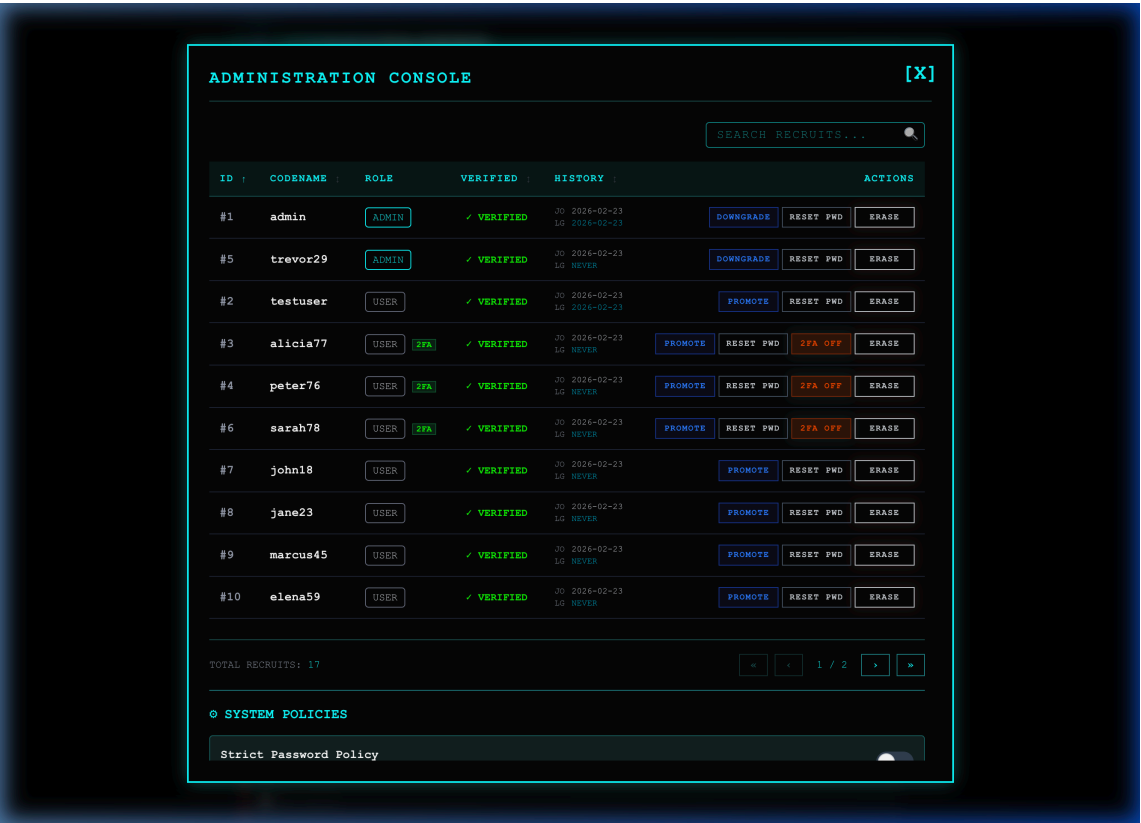 ADMINISTRATION CONSOLE [X]
SEARCH RECRUITS...
ID ↑ CODENAME ROLE VERIFIED HISTORY ACTIONS
#1 admin ADMIN ✓ VERIFIED JO 2026-02-23 DOWNGRADE RESET PWD ERASE
LG 2026-02-23
#5 trevor29 ADMIN ✓ VERIFIED JO 2026-02-23 DOWNGRADE RESET PWD ERASE
LG NEVER
#2 testuser USER ✓ VERIFIED JO 2026-02-23 PROMOTE RESET PWD ERASE
LG 2026-02-23
#3 alicia77 USER 2FA ✓ VERIFIED JO 2026-02-23 PROMOTE RESET PWD 2FA OFF ERASE
LG NEVER
#4 peter76 USER 2FA ✓ VERIFIED JO 2026-02-23 PROMOTE RESET PWD 2FA OFF ERASE
LG NEVER
#6 sarah78 USER 2FA ✓ VERIFIED JO 2026-02-23 PROMOTE RESET PWD 2FA OFF ERASE
LG NEVER
#7 john18 USER ✓ VERIFIED JO 2026-02-23 PROMOTE RESET PWD ERASE
LG NEVER
#8 jane23 USER ✓ VERIFIED JO 2026-02-23 PROMOTE RESET PWD ERASE
LG NEVER
#9 marcus45 USER ✓ VERIFIED JO 2026-02-23 PROMOTE RESET PWD ERASE
LG NEVER
#10 elena59 USER ✓ VERIFIED JO 2026-02-23 PROMOTE RESET PWD ERASE
LG NEVER
TOTAL RECRUITS: 17 « ‹ 1 / 2 › »
⚙ SYSTEM POLICIES
Strict Password Policy